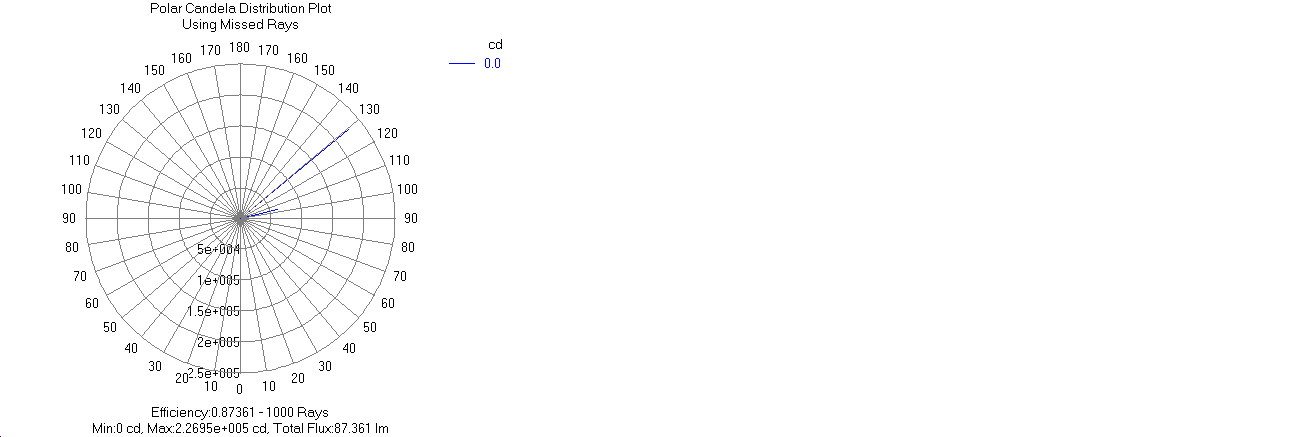 Polar Candela Distribution Plot
Using Missed Rays
cd
0.0
180
170 170
160 160
150 150
140 140
130 130
120 120
110 110
100 100
90 90
80 80
70 70
60 60
50 50
40 40
30 30
20 20
10 10
0
5e+004
1e+005
1.5e+005
2e+005
2.5e+005
Efficiency:0.87361 - 1000 Rays
Min:0 cd, Max:2.2695e+005 cd, Total Flux:87.361 lm